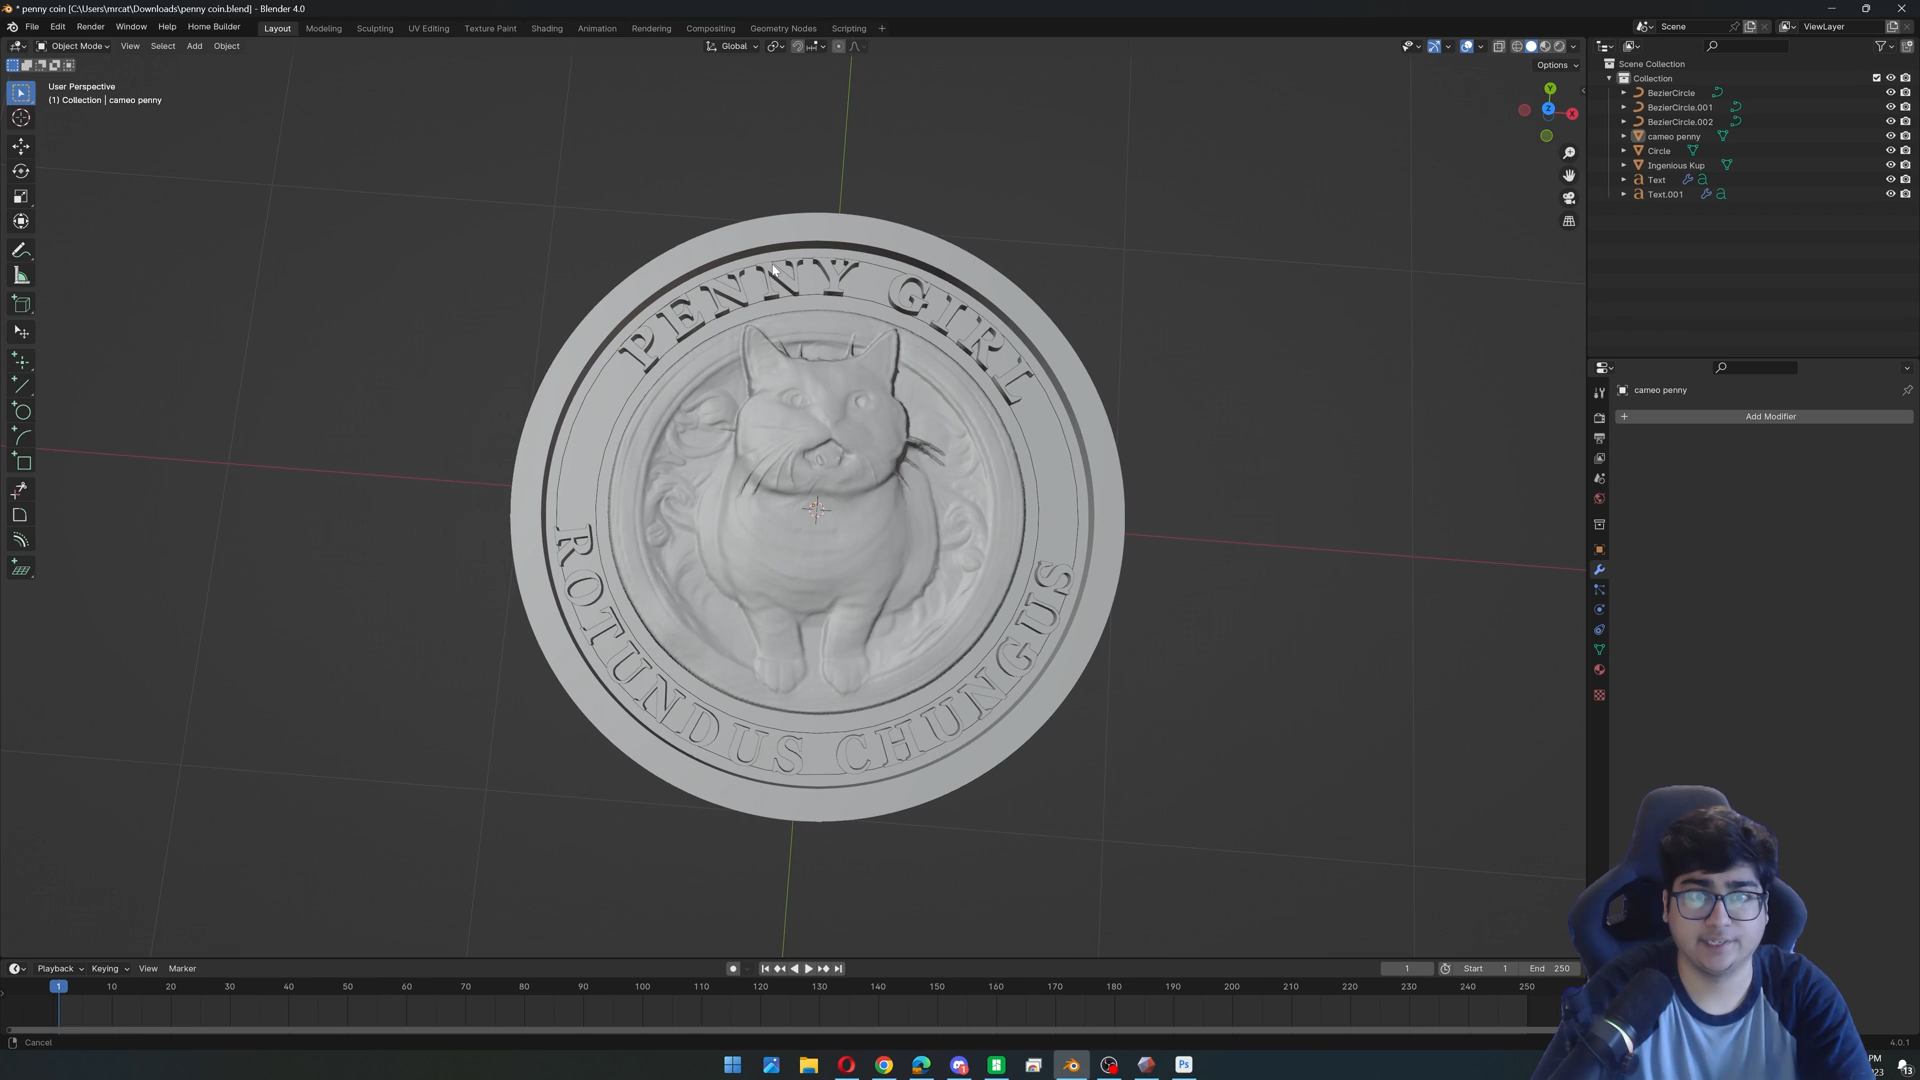 * penny coin [C:\Users\mrcat\Downloads\penny coin.blend] - Blender 4.0
File Edit Render Window Help Home Builder Layout Modeling Sculpting UV Editing Texture Paint Shading Animation Rendering Compositing Geometry Nodes Scripting + Scene ViewLayer
Object Mode View Select Add Object Global
Options
User Perspective
(1) Collection | cameo penny
Y
Z
X
Scene Collection
Collection
BezierCircle
BezierCircle.001
BezierCircle.002
cameo penny
Circle
Ingenious Kup
Text
Text.001
cameo penny
Add Modifier
PENNY GIRL
ROTUNDUS CHUNGUS
Playback Keying View Marker 1 Start 1 End 250
1 10 20 30 40 50 60 70 80 90 100 110 120 130 140 150 160 170 180 190 200 210 220 230 240 250
Cancel 4.0.1
Ps
PM
023
13